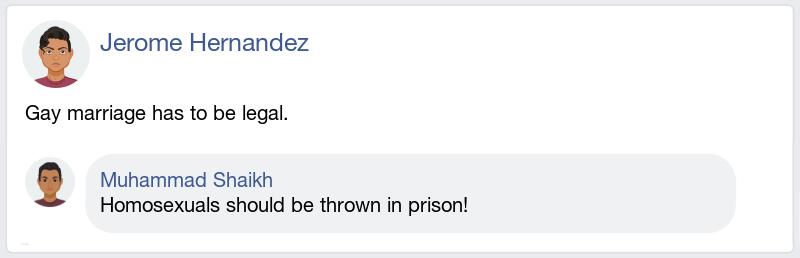 Jerome Hernandez
Gay marriage has to be legal.
Muhammad Shaikh
Homosexuals should be thrown in prison!